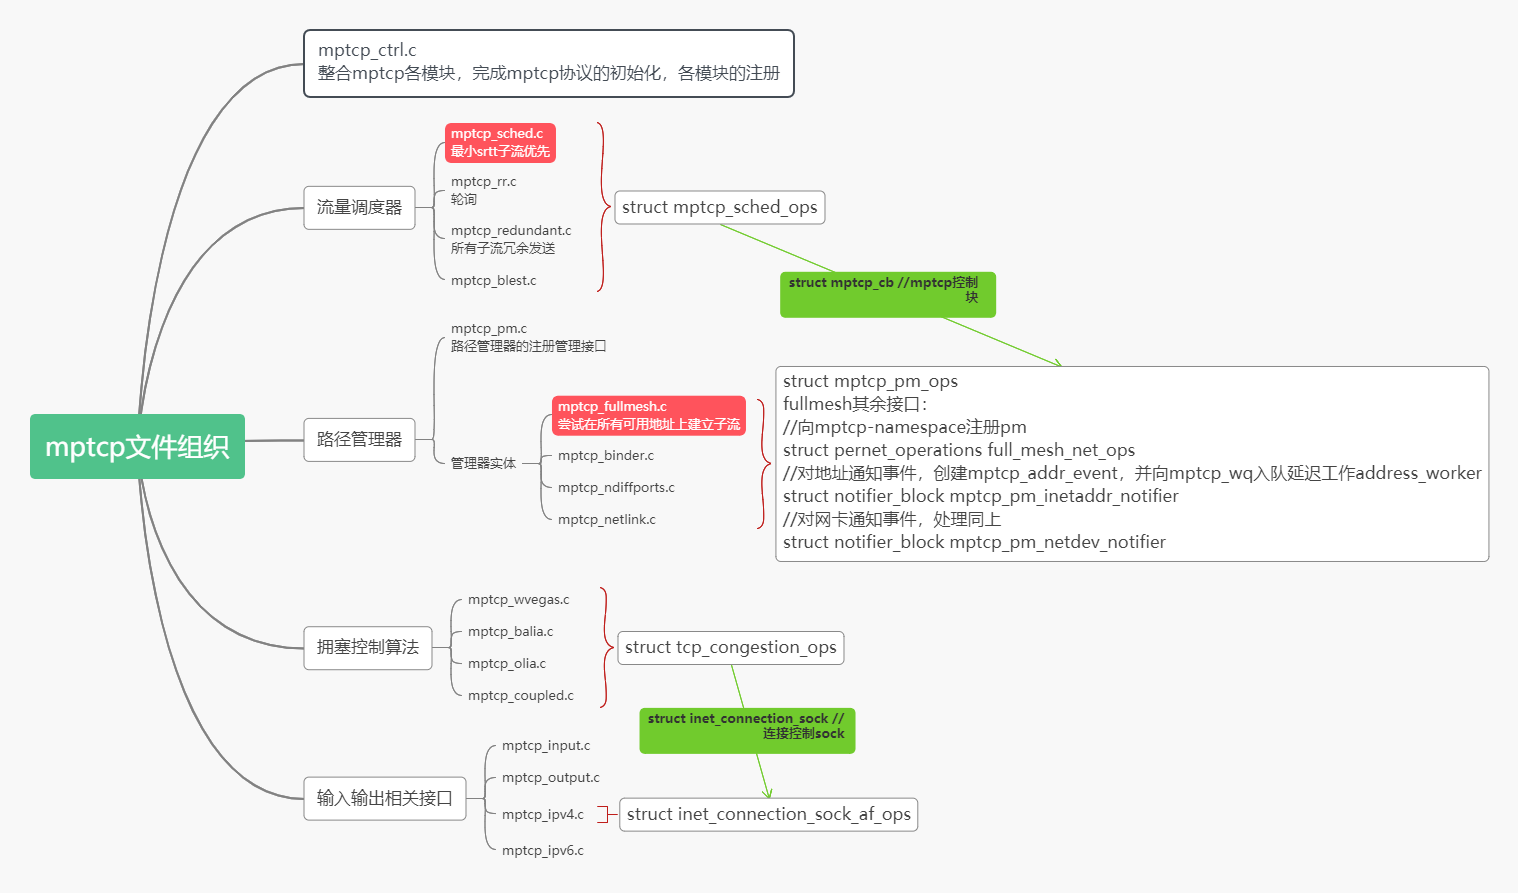 mptcp文件组织
mptcp_ctrl.c
整合mptcp各模块，完成mptcp协议的初始化，各模块的注册
流量调度器
mptcp_sched.c
最小srtt子流优先
mptcp_rr.c
轮询
mptcp_redundant.c
所有子流冗余发送
mptcp_blest.c
struct mptcp_sched_ops
struct mptcp_cb //mptcp控制
块
路径管理器
mptcp_pm.c
路径管理器的注册管理接口
管理器实体
mptcp_fullmesh.c
尝试在所有可用地址上建立子流
mptcp_binder.c
mptcp_ndiffports.c
mptcp_netlink.c
struct mptcp_pm_ops
fullmesh其余接口：
//向mptcp-namespace注册pm
struct pernet_operations full_mesh_net_ops
//对地址通知事件，创建mptcp_addr_event，并向mptcp_wq入队延迟工作address_worker
struct notifier_block mptcp_pm_inetaddr_notifier
//对网卡通知事件，处理同上
struct notifier_block mptcp_pm_netdev_notifier
拥塞控制算法
mptcp_wvegas.c
mptcp_balia.c
mptcp_olia.c
mptcp_coupled.c
struct tcp_congestion_ops
struct inet_connection_sock //
连接控制sock
输入输出相关接口
mptcp_input.c
mptcp_output.c
mptcp_ipv4.c
mptcp_ipv6.c
struct inet_connection_sock_af_ops